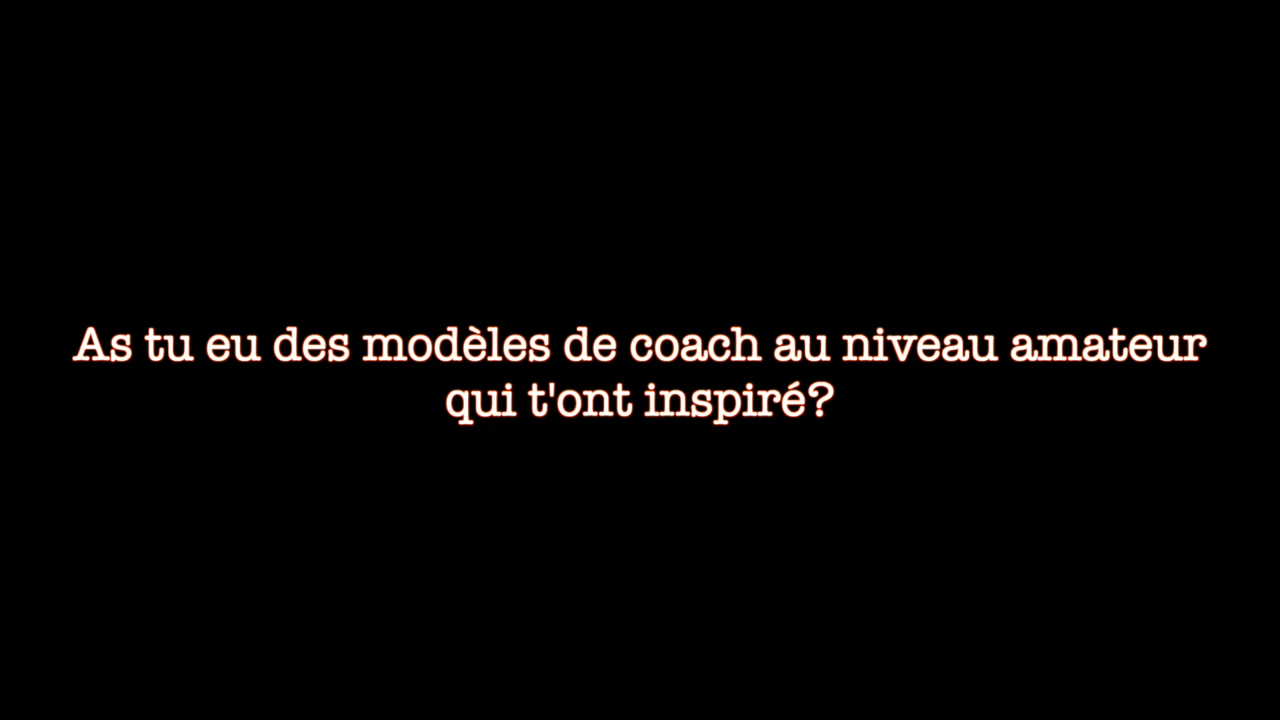 As tu eu des modèles de coach au niveau amateur
qui t'ont inspiré?